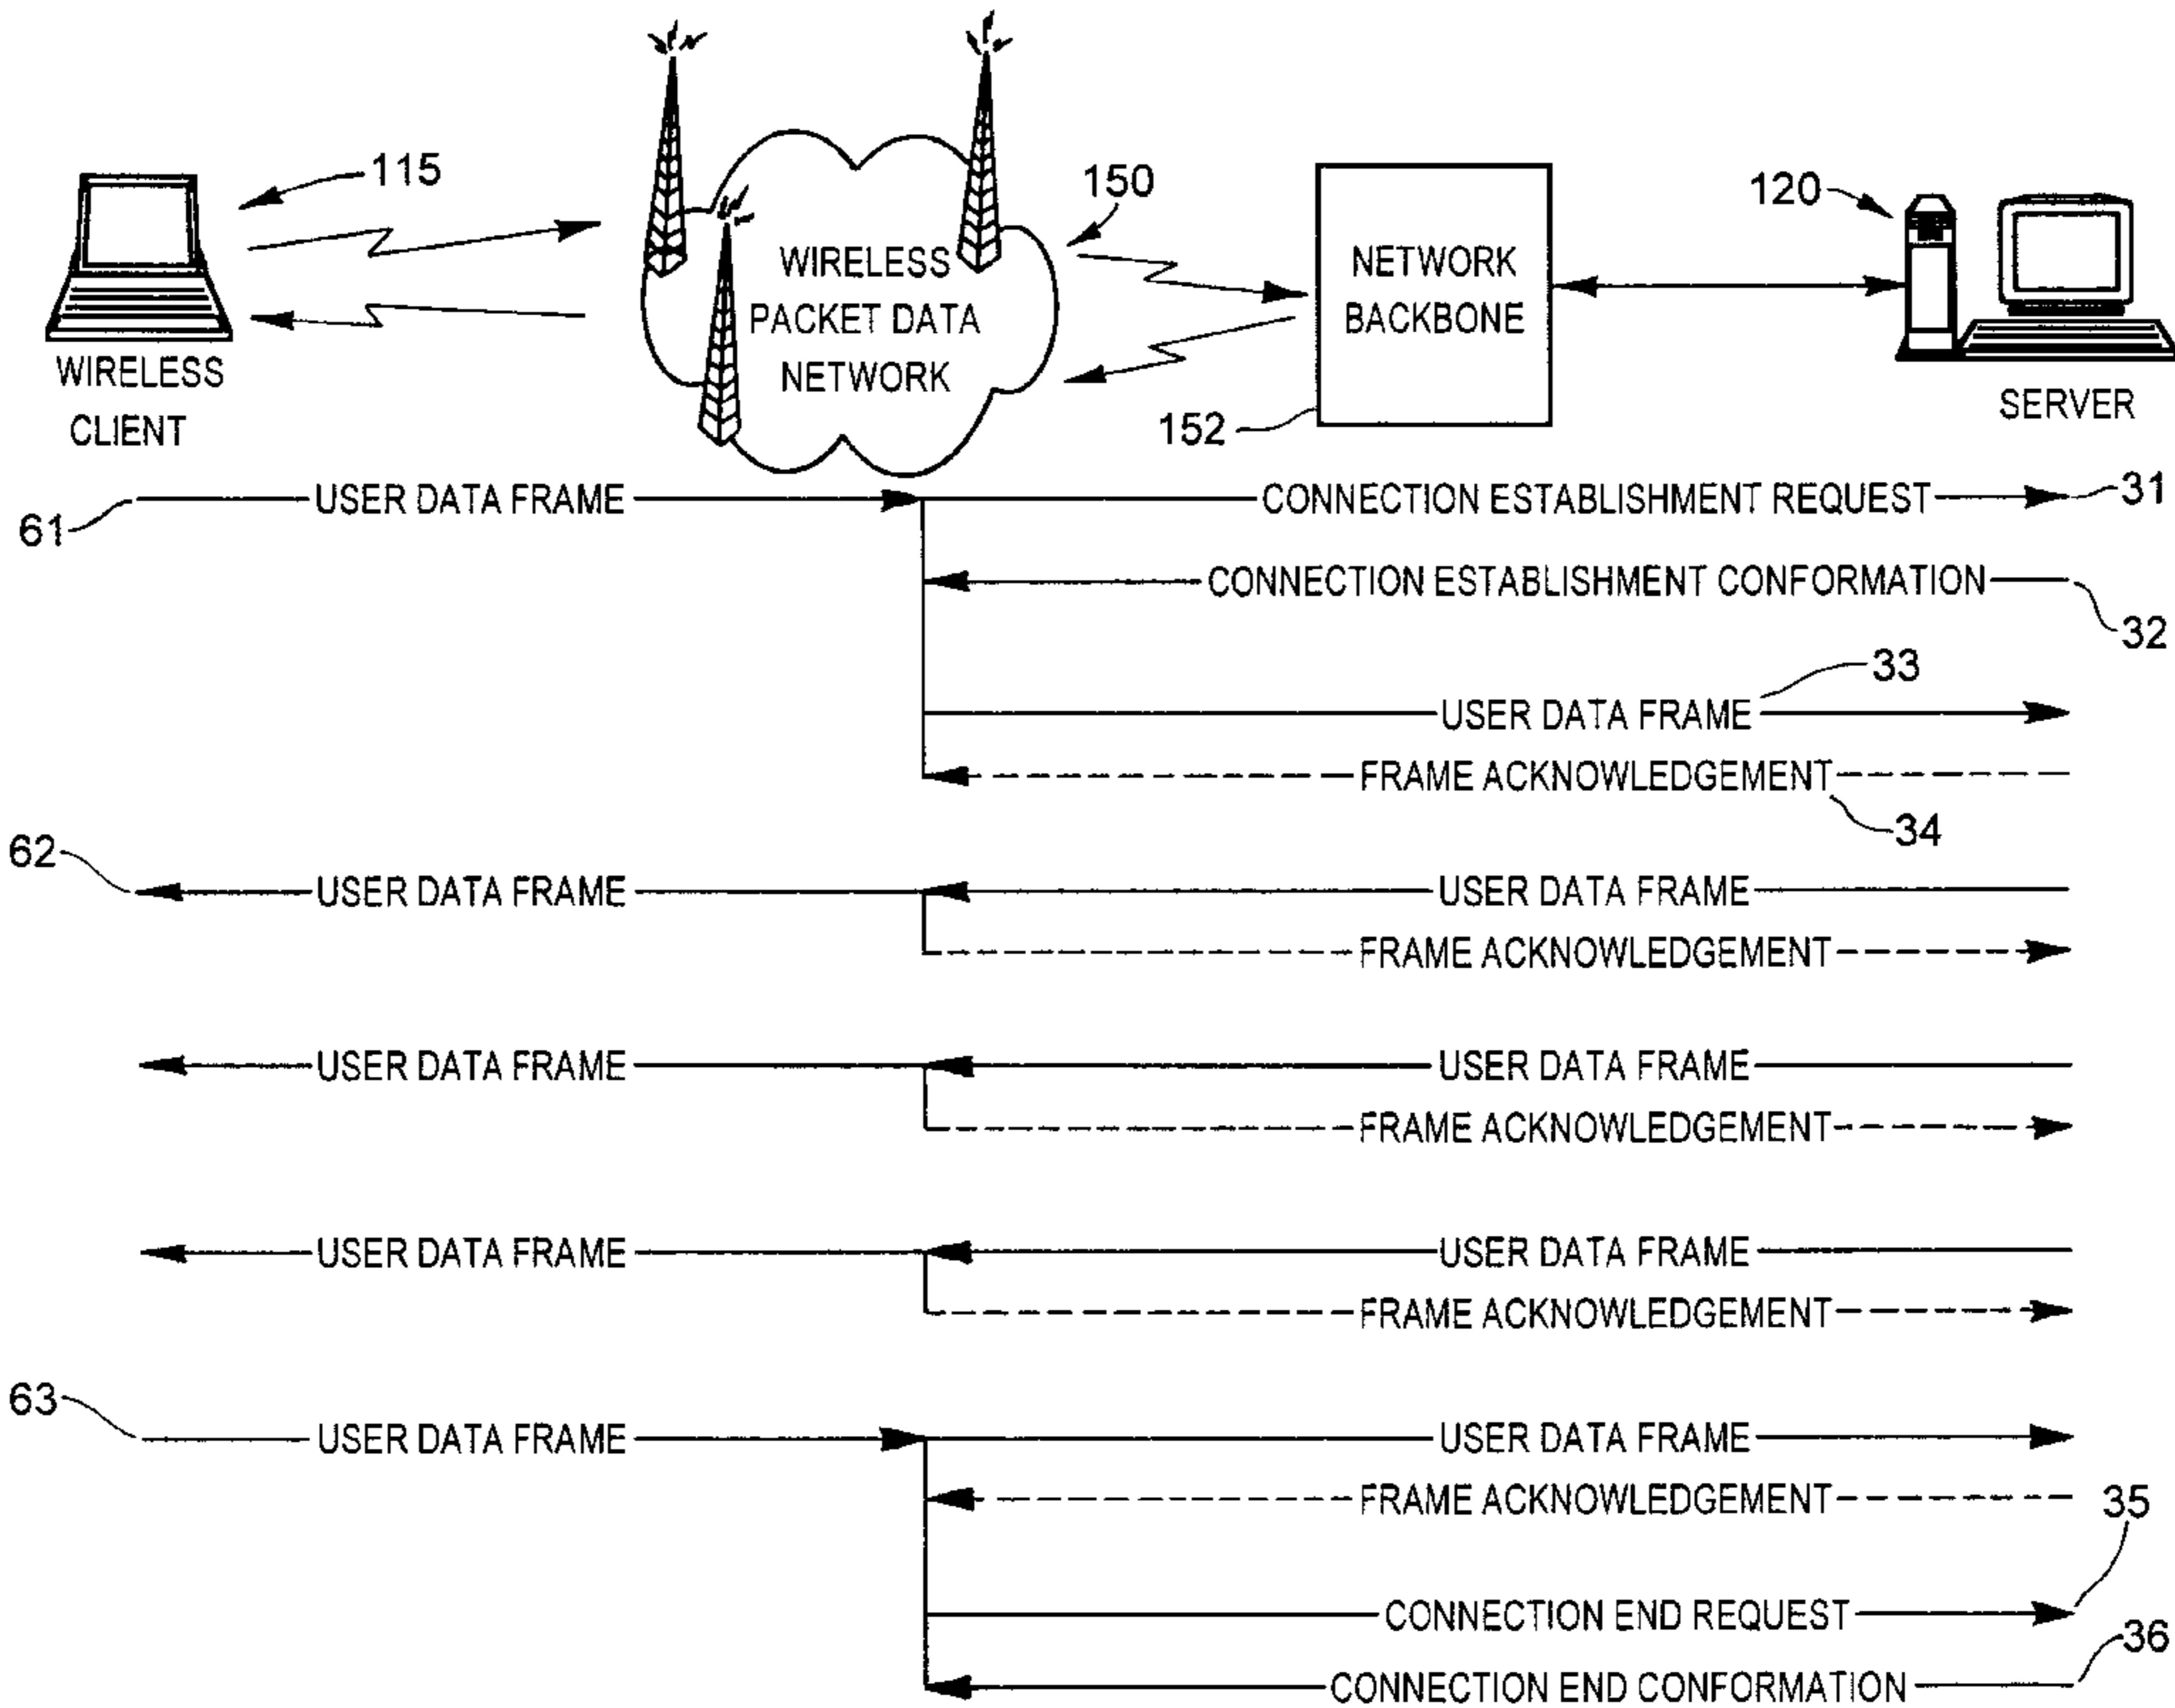 115
150
120
WIRELESS
PACKET DATA
NETWORK
NETWORK
BACKBONE
WIRELESS
CLIENT
152
SERVER
61
USER DATA FRAME
CONNECTION ESTABLISHMENT REQUEST
31
CONNECTION ESTABLISHMENT CONFORMATION
32
33
USER DATA FRAME
FRAME ACKNOWLEDGEMENT
34
62
USER DATA FRAME
USER DATA FRAME
FRAME ACKNOWLEDGEMENT
USER DATA FRAME
USER DATA FRAME
FRAME ACKNOWLEDGEMENT
USER DATA FRAME
USER DATA FRAME
FRAME ACKNOWLEDGEMENT
63
USER DATA FRAME
USER DATA FRAME
FRAME ACKNOWLEDGEMENT
35
CONNECTION END REQUEST
36
CONNECTION END CONFORMATION